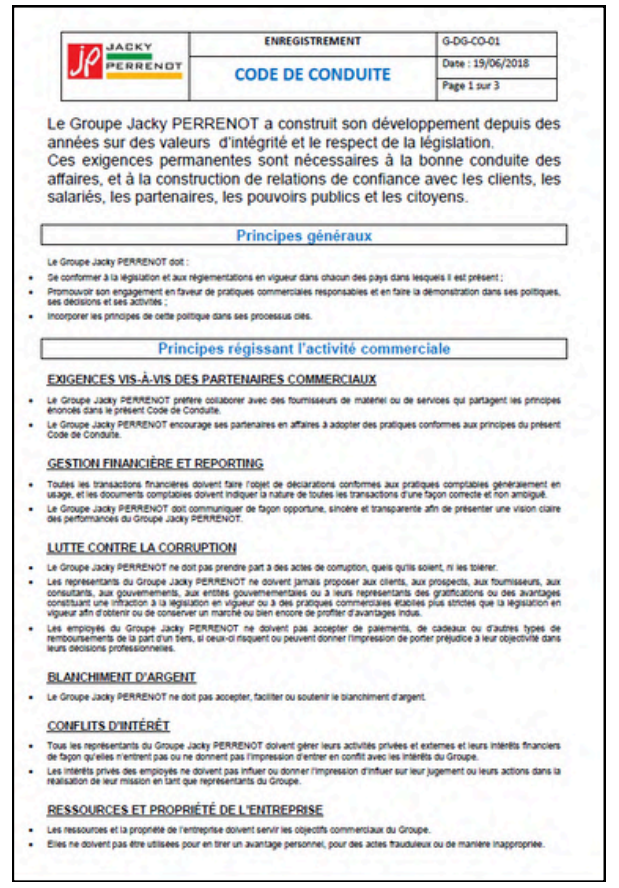 JACKY
PERRENOT
JP
ENREGISTREMENT
CODE DE CONDUITE
G-DG-CO-01
Date : 19/06/2018
Page 1 sur 3
Le Groupe Jacky PERRENOT a construit son développement depuis des
années sur des valeurs d'intégrité et le respect de la
législation.
Ces exigences permanentes sont nécessaires à la bonne conduite des
affaires, et à la construction de relations de confiance avec les clients, les
salariés, les partenaires, les pouvoirs publics et les citoyens.
Principes généraux
Le Groupe Jacky PERRENOT doit :
• Se conformer à la législation et aux réglementations en vigueur dans chacun des pays dans lesquels il est présent ;
• Promouvoir son engagement en faveur de pratiques commerciales responsables et en faire la démonstration dans ses politiques,
ses décisions et ses activités ;
• Incorporer les principes de cette politique dans ses processus clés.
Principes régissant l'activité commerciale
EXIGENCES VIS-À-VIS DES PARTENAIRES COMMERCIAUX
• Le Groupe Jacky PERRENOT préfère collaborer avec des fournisseurs de matériel ou de services qui partagent les principes
énoncés dans le présent Code de Conduite.
• Le Groupe Jacky PERRENOT encourage ses partenaires en affaires à adopter des pratiques conformes aux principes du présent
Code de Conduite.
GESTION FINANCIÈRE ET REPORTING
• Toutes les transactions financières doivent faire l'objet de déclarations conformes aux pratiques comptables généralement en
usage, et les documents comptables doivent indiquer la nature de toutes les transactions d'une façon correcte et non ambiguë.
• Le Groupe Jacky PERRENOT doit communiquer de façon opportune, sincère et transparente afin de présenter une vision claire
des performances du Groupe Jacky PERRENOT.
LUTTE CONTRE LA CORRUPTION
• Le Groupe Jacky PERRENOT ne doit pas prendre part à des actes de corruption, quels qu'ils soient, ni les tolérer.
• Les représentants du Groupe Jacky PERRENOT ne doivent jamais proposer aux clients, aux prospects, aux fournisseurs, aux
consultants, aux gouvernements, aux entités gouvernementales ou à leurs représentants des gratifications ou des avantages
constituant une infraction à la législation en vigueur ou à des pratiques commerciales établies plus strictes que la législation en
vigueur afin d'obtenir ou de conserver un marché ou bien encore de profiter d'avantages indus.
• Les employés du Groupe Jacky PERRENOT ne doivent pas accepter de paiements, de cadeaux ou d'autres types de
remboursements de la part d'un tiers, si ceux-ci risquent ou peuvent donner l'impression de porter préjudice à leur objectivité dans
leurs décisions professionnelles.
BLANCHIMENT D'ARGENT
• Le Groupe Jacky PERRENOT ne doit pas accepter, faciliter ou soutenir le blanchiment d'argent.
CONFLITS D'INTÉRÊT
• Tous les représentants du Groupe Jacky PERRENOT doivent gérer leurs activités privées et externes et leurs intérêts financiers
de façon qu'elles n'entrent pas ou ne donnent pas l'impression d'entrer en conflit avec les intérêts du Groupe.
• Les intérêts privés des employés ne doivent pas influer ou donner l'impression d'influer sur leur jugement ou leurs actions dans la
réalisation de leur mission en tant que représentants du Groupe.
RESSOURCES ET PROPRIÉTÉ DE L'ENTREPRISE
• Les ressources et la propriété de l'entreprise doivent servir les objectifs commerciaux du Groupe.
• Elles ne doivent pas être utilisées pour en tirer un avantage personnel, pour des actes frauduleux ou de manière inappropriée.